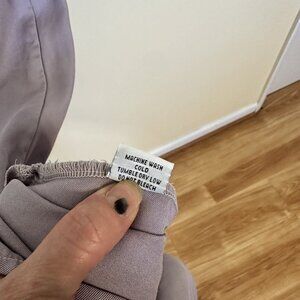 MACHINE WASH
COLD
TUMBLE DRY LOW
DO NOT BLEACH